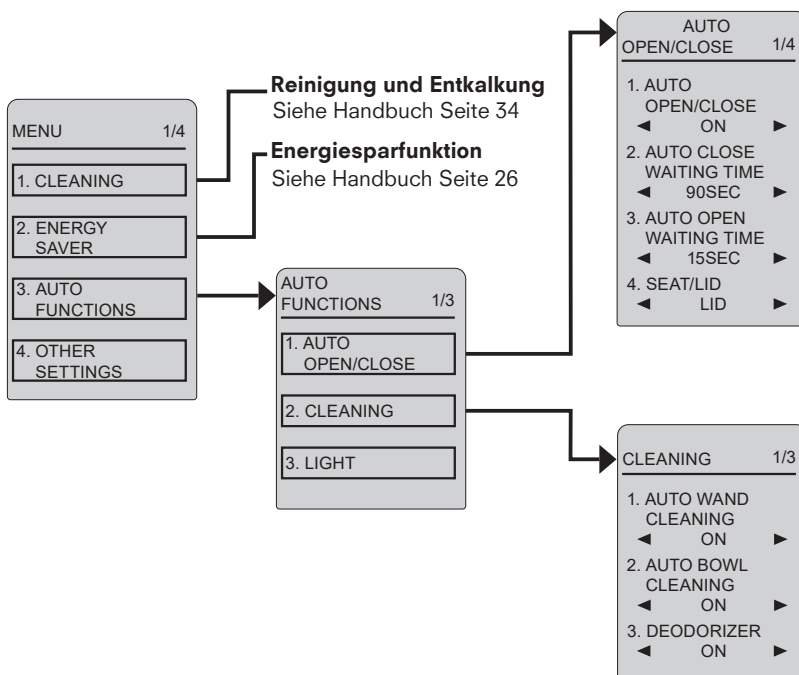 MENU 1/4
1. CLEANING
2. ENERGY
SAVER
3. AUTO
FUNCTIONS
4. OTHER
SETTINGS
Reinigung und Entkalkung
Siehe Handbuch Seite 34
Energiesparfunktion
Siehe Handbuch Seite 26
AUTO
FUNCTIONS 1/3
1. AUTO
OPEN/CLOSE
2. CLEANING
3. LIGHT
AUTO
OPEN/CLOSE 1/4
1. AUTO
OPEN/CLOSE
◀ ON ▶
2. AUTO CLOSE
WAITING TIME
◀ 90SEC ▶
3. AUTO OPEN
WAITING TIME
◀ 15SEC ▶
4. SEAT/LID
◀ LID ▶
CLEANING 1/3
1. AUTO WAND
CLEANING
◀ ON ▶
2. AUTO BOWL
CLEANING
◀ ON ▶
3. DEODORIZER
◀ ON ▶